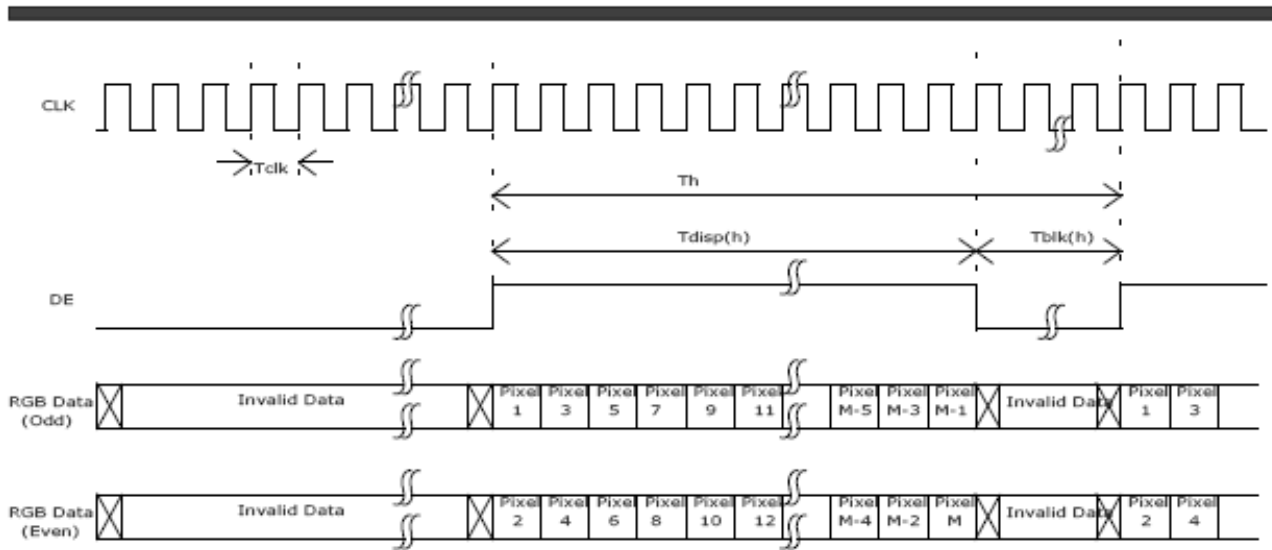 CLK
Tclk
Th
Tdisp(h)
Tblk(h)
DE
RGB Data
(Odd)
Invalid Data
Pixel
1
Pixel
3
Pixel
5
Pixel
7
Pixel
9
Pixel
11
Pixel
M-5
Pixel
M-3
Pixel
M-1
Invalid Data
Pixel
1
Pixel
3
RGB Data
(Even)
Invalid Data
Pixel
2
Pixel
4
Pixel
6
Pixel
8
Pixel
10
Pixel
12
Pixel
M-4
Pixel
M-2
Pixel
M
Invalid Data
Pixel
2
Pixel
4